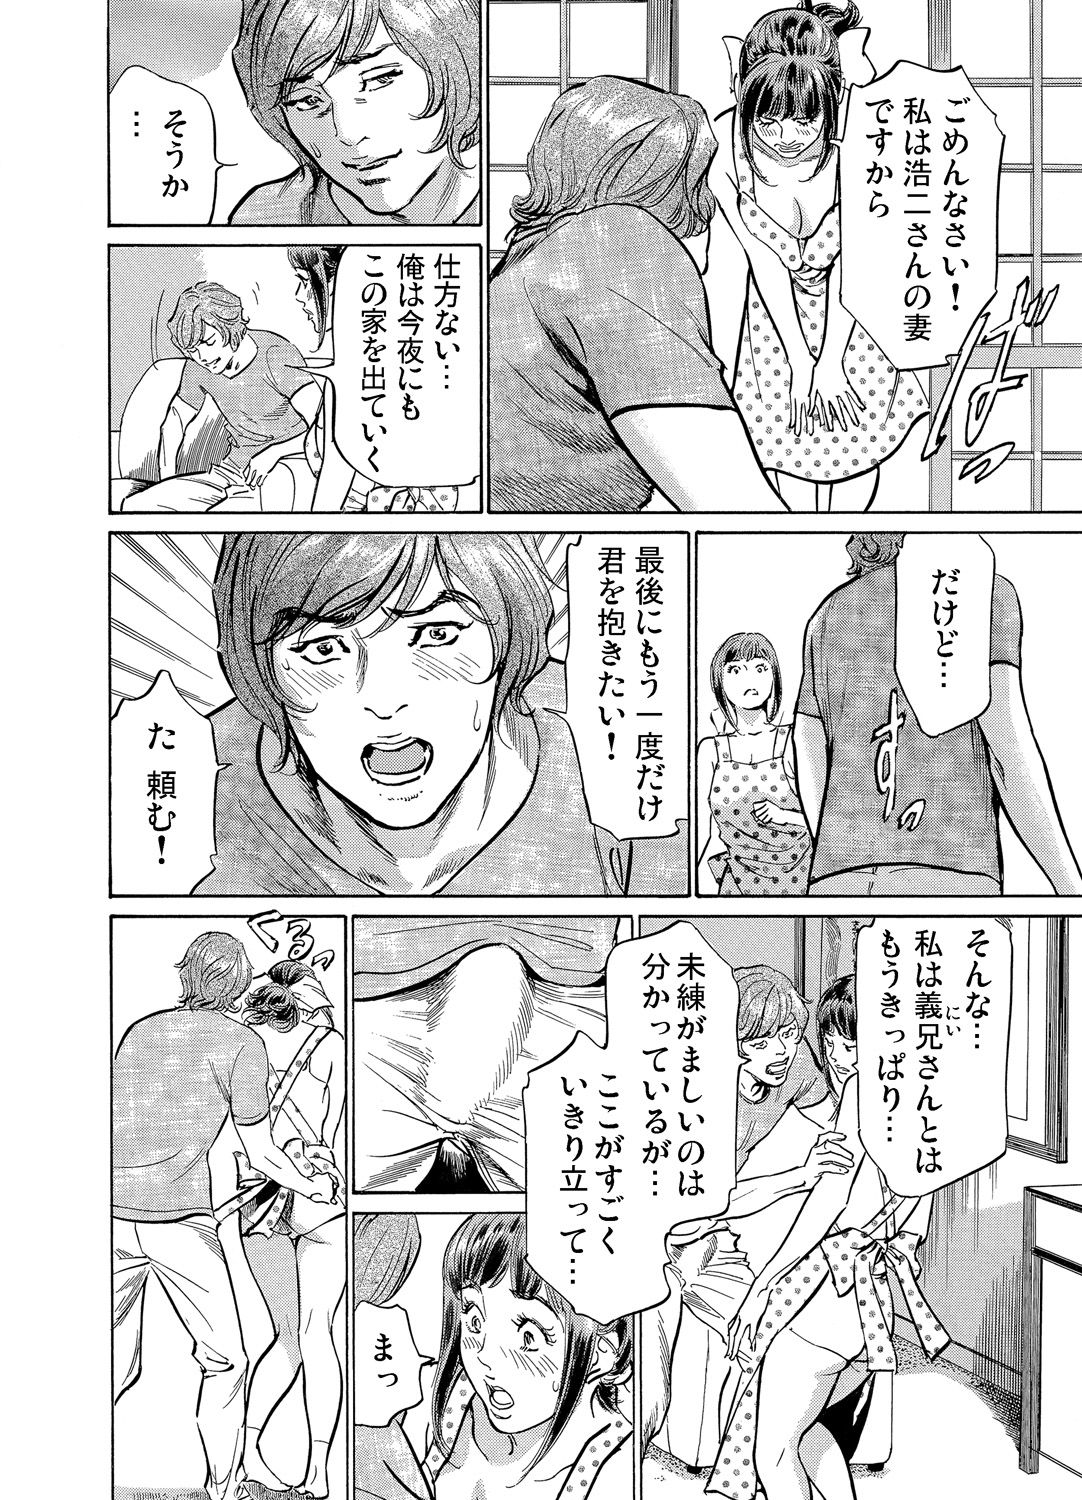 ごめんなさい！
私は浩二さんの妻
ですから
ばっ
そうか
…
仕方ない…
俺は今夜にも
この家を出ていく
だけど…
すっ
最後にもう一度だけ
君を抱きたい！
た 頼む！
そんな…
私は義兄さんとは
にい
もうきっぱり…
未練がましいのは
分かっているが…
ここがすごく
いきり立って…
まっ
くるっ